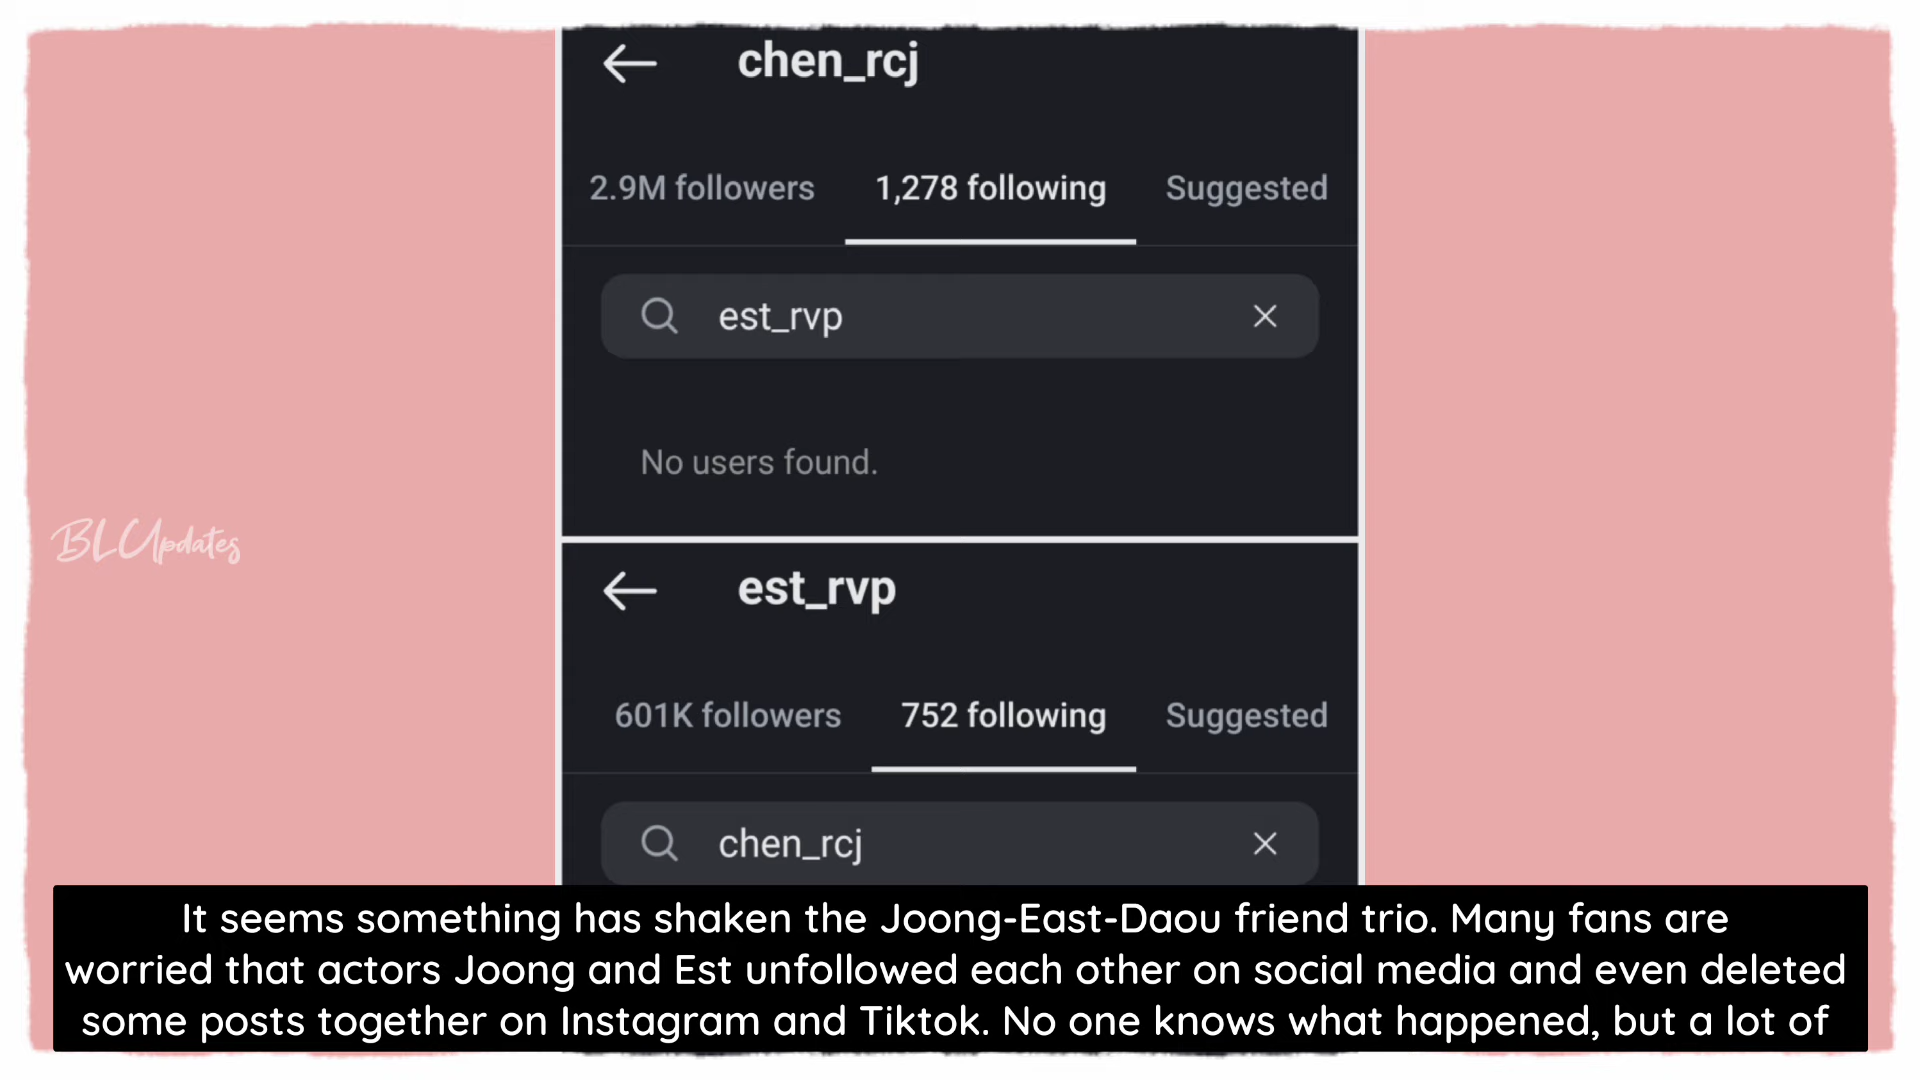 chen_rcj
2.9M followers 1,278 following Suggested
est_rvp
No users found.
BLUpdates
est_rvp
601K followers 752 following Suggested
chen_rcj
It seems something has shaken the Joong-East-Daou friend trio. Many fans are
worried that actors Joong and Est unfollowed each other on social media and even deleted
some posts together on Instagram and Tiktok. No one knows what happened, but a lot of